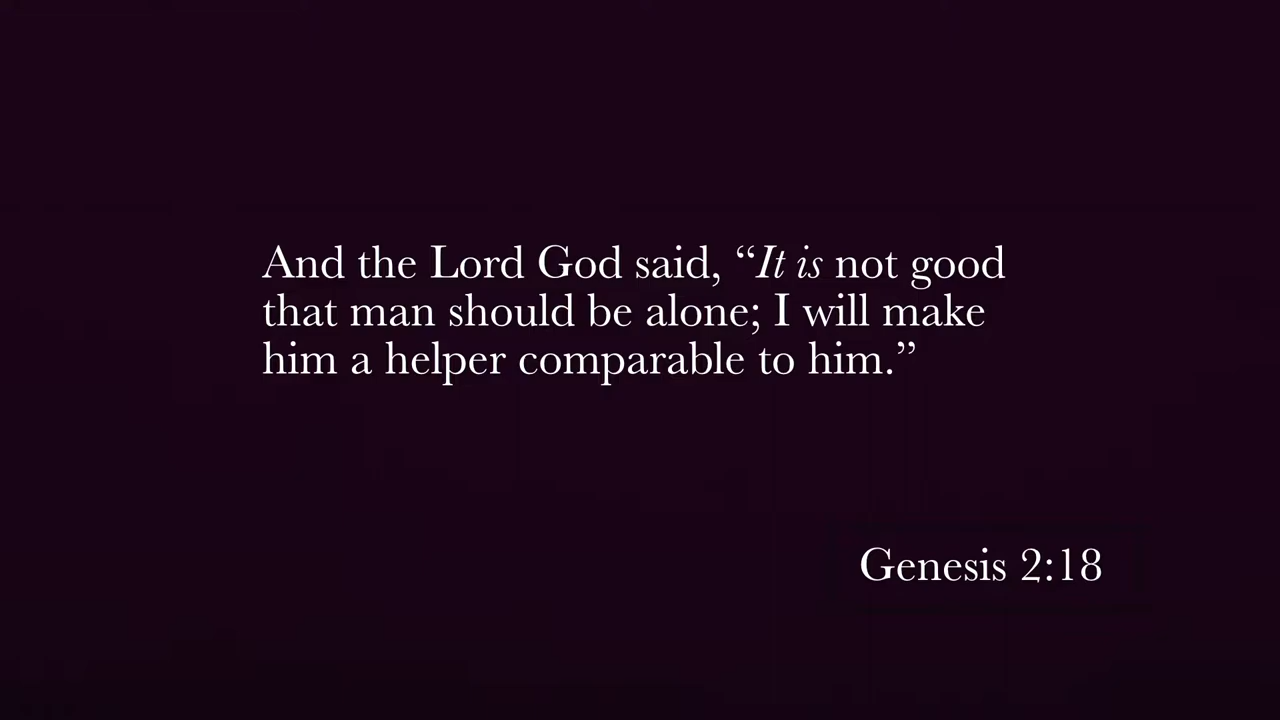 And the Lord God said, “It is not good
that man should be alone; I will make
him a helper comparable to him.”
Genesis 2:18